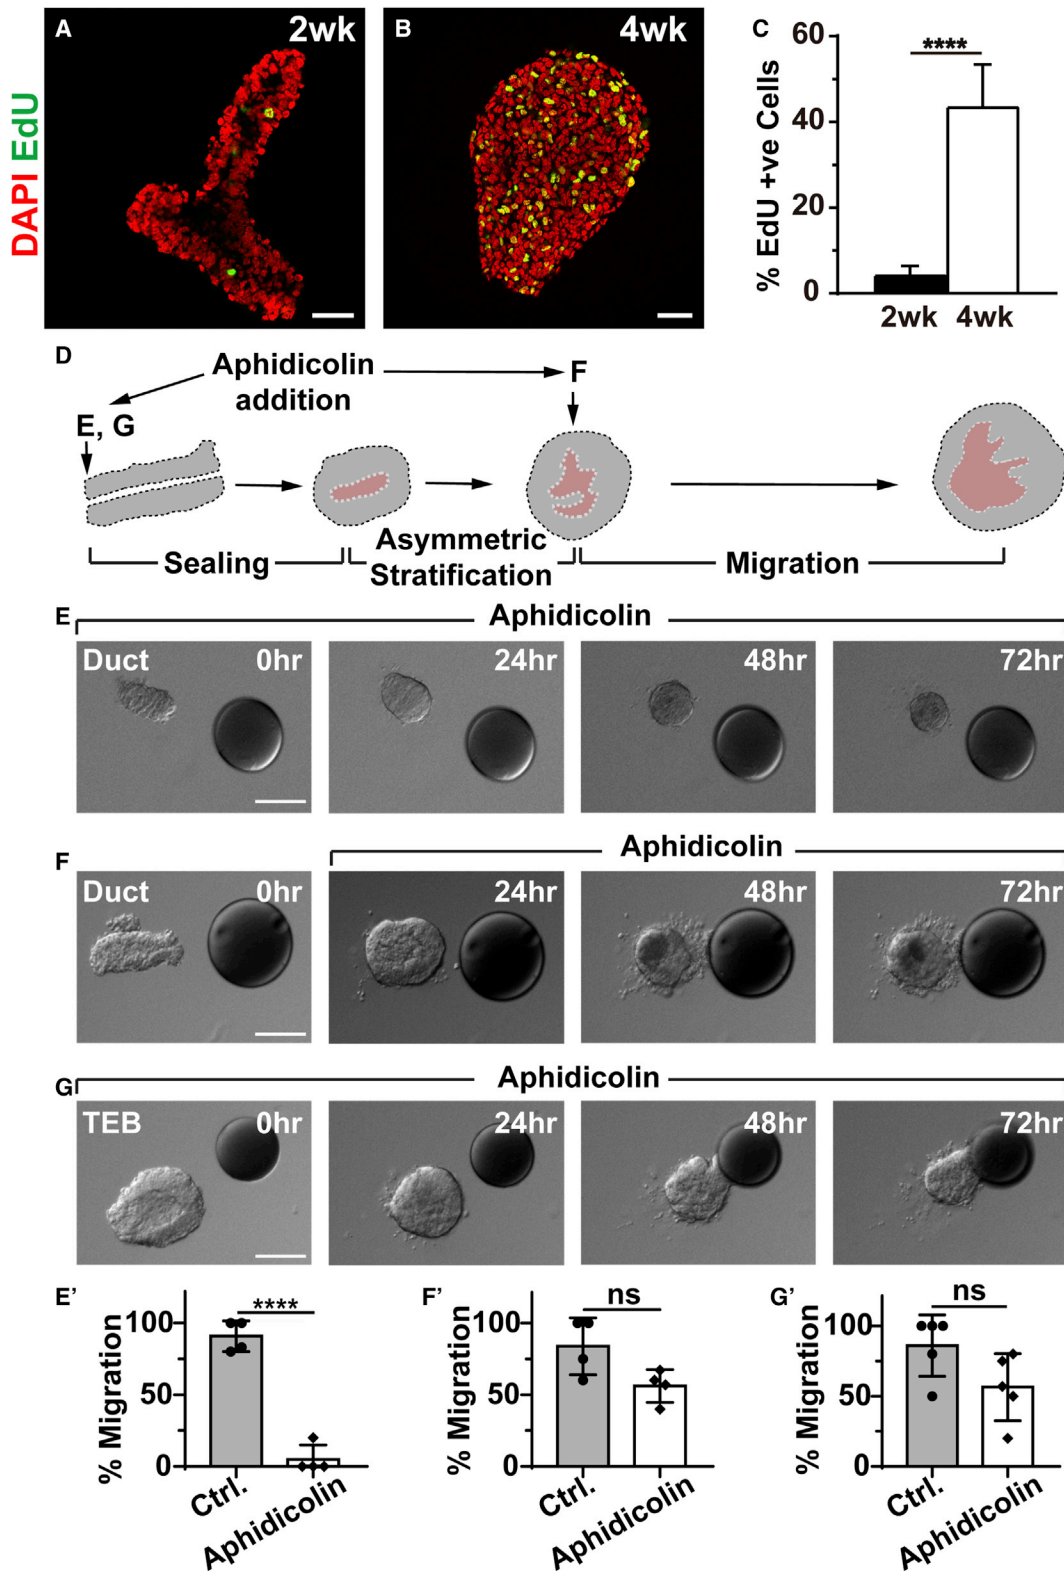 A
2wk
B
4wk
DAPI EdU
C
% EdU +ve Cells
60
40
20
0
****
2wk
4wk
D
Aphidicolin
addition
E, G
F
Sealing
Asymmetric
Stratification
Migration
E
Aphidicolin
Duct
0hr
24hr
48hr
72hr
F
Aphidicolin
Duct
0hr
24hr
48hr
72hr
G
Aphidicolin
TEB
0hr
24hr
48hr
72hr
E'
% Migration
100
50
0
****
Ctrl.
Aphidicolin
F'
% Migration
100
50
0
ns
Ctrl.
Aphidicolin
G'
% Migration
100
50
0
ns
Ctrl.
Aphidicolin